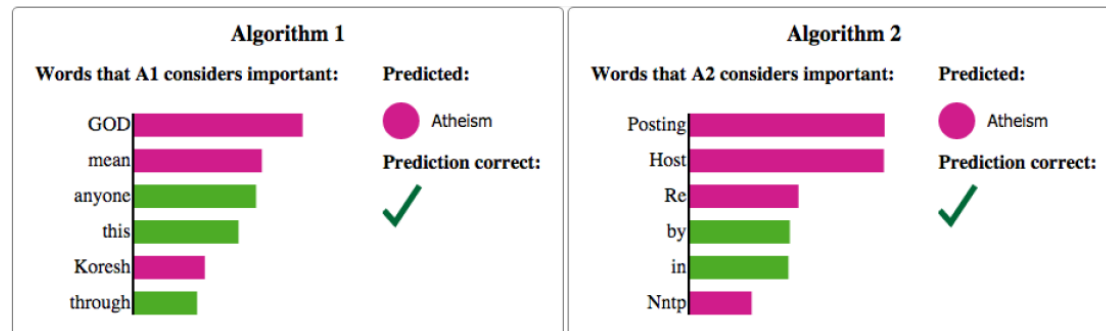 Algorithm 1
Words that A1 considers important:
Predicted:
GOD
mean
anyone
this
Koresh
through
Atheism
Prediction correct:
Algorithm 2
Words that A2 considers important:
Predicted:
Posting
Host
Re
by
in
Nntp
Atheism
Prediction correct: